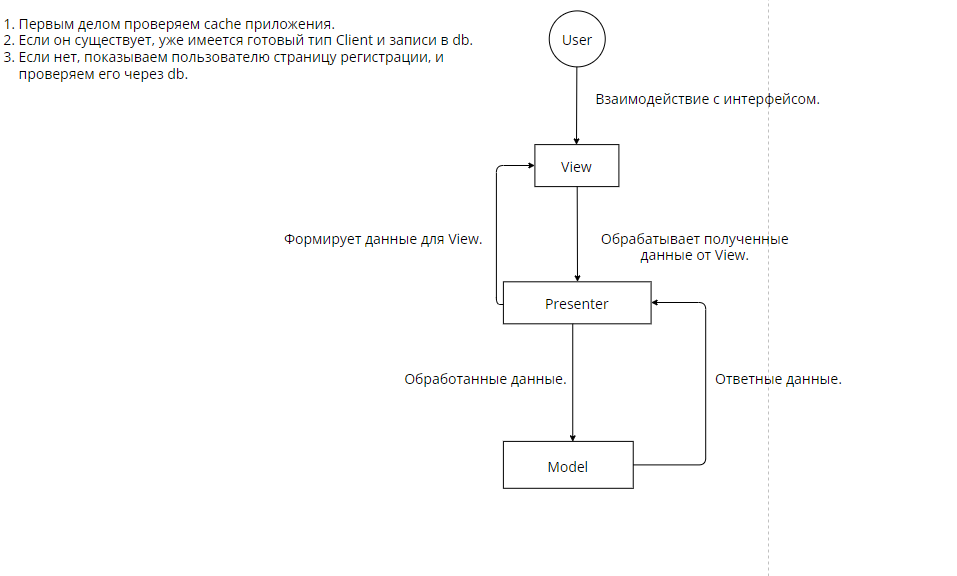 1. Первым делом проверяем cache приложения.
2. Если он существует, уже имеется готовый тип Client и записи в db.
3. Если нет, показываем пользователю страницу регистрации, и
проверяем его через db.
User
Взаимодействие с интерфейсом.
View
Формирует данные для View.
Обрабатывает полученные
данные от View.
Presenter
Обработанные данные.
Ответные данные.
Model